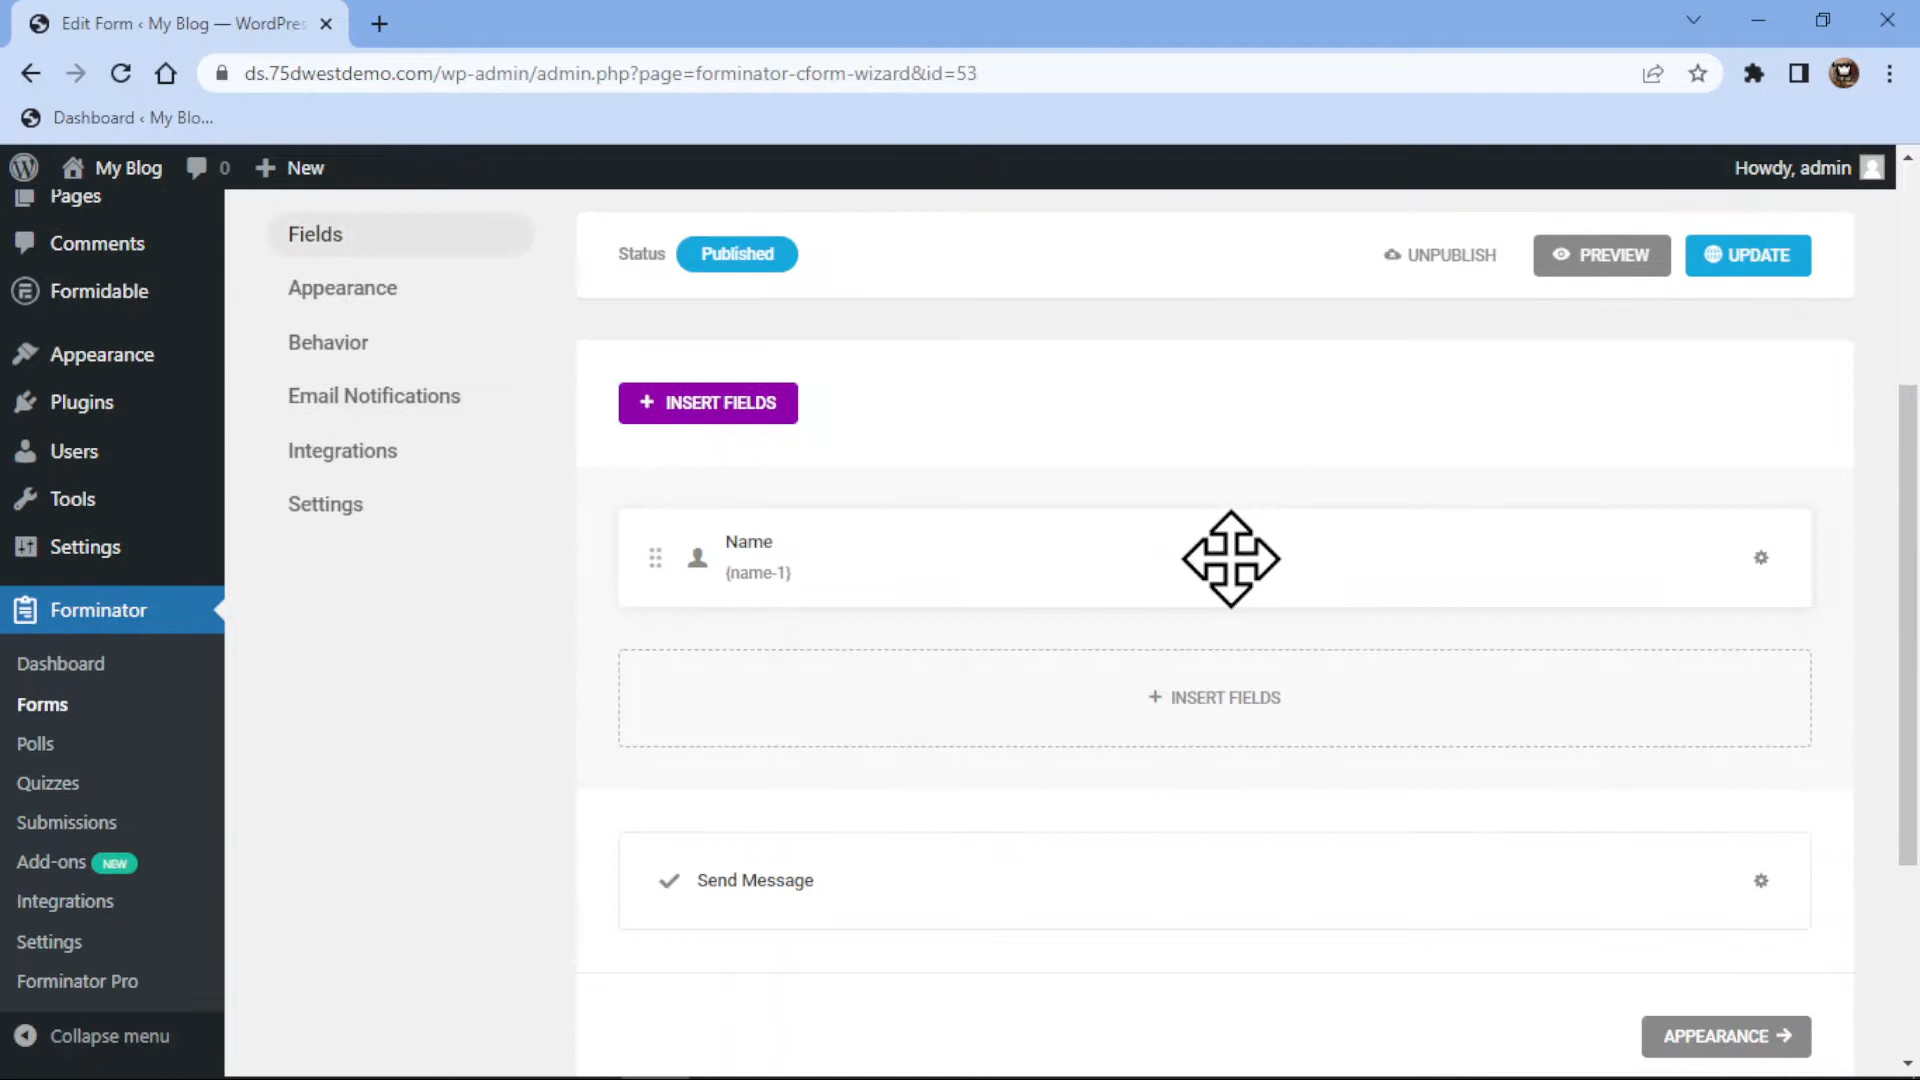 Edit Form ‹ My Blog — WordPres
ds.75dwestdemo.com/wp-admin/admin.php?page=forminator-cform-wizard&id=53
Dashboard ‹ My Blo...
My Blog
0
New
Howdy, admin
Pages
Comments
Formidable
Appearance
Plugins
Users
Tools
Settings
Forminator
Dashboard
Forms
Polls
Quizzes
Submissions
Add-ons NEW
Integrations
Settings
Forminator Pro
Collapse menu
Fields
Appearance
Behavior
Email Notifications
Integrations
Settings
Status Published
UNPUBLISH
PREVIEW
UPDATE
+ INSERT FIELDS
Name
{name-1}
+ INSERT FIELDS
Send Message
APPEARANCE →